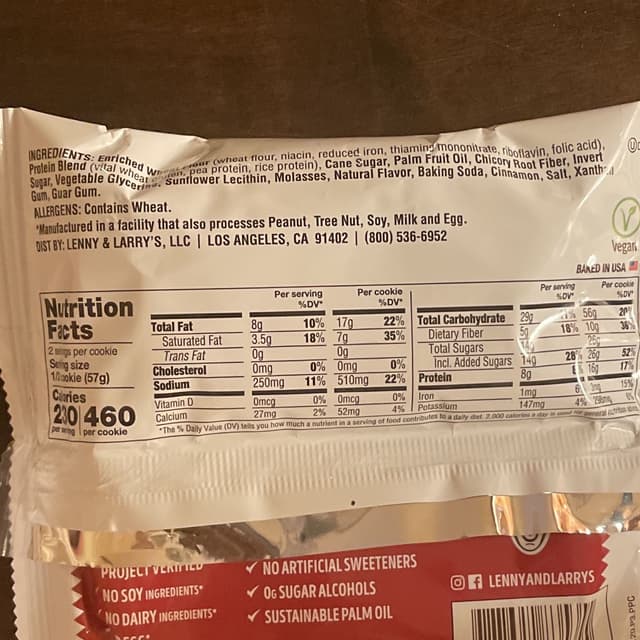 INGREDIENTS: Enriched (wheat flour, niacin, reduced iron, thiamine mononitrate, riboflavin, folic acid),
Protein Blend (vital wheat pea protein, rice protein), Cane Sugar, Palm Fruit Oil, Chicory Root Fiber, Invert
Sugar, Vegetable Glycerin, Sunflower Lecithin, Molasses, Natural Flavor, Baking Soda, Cinnamon, Salt, Xanthan
Gum, Guar Gum.
ALLERGENS: Contains Wheat.
*Manufactured in a facility that also processes Peanut, Tree Nut, Soy, Milk and Egg.
DIST BY: LENNY & LARRY'S, LLC | LOS ANGELES, CA 91402 | (800) 536-6952
V
Vegan
BAKED IN USA
Nutrition
Facts
2 servings per cookie
Serving size
1/2 cookie (57g)
Calories
230 460
per serving per cookie
Per serving Per cookie
%DV* %DV*
Total Fat 8g 10% 17g 22%
Saturated Fat 3.5g 18% 7g 35%
Trans Fat 0g 0g
Cholesterol 0mg 0% 0mg 0%
Sodium 250mg 11% 510mg 22%
Vitamin D 0mcg 0% 0mcg 0%
Calcium 27mg 2% 52mg 4%
Per serving Per cookie
%DV* %DV*
Total Carbohydrate 29g 11% 56g 20%
Dietary Fiber 5g 18% 10g 36%
Total Sugars
Incl. Added Sugars 14g 28% 26g 52%
Protein 8g 16g 17%
Iron 1mg 6% 3mg 15%
Potassium 147mg 4%
*The % Daily Value (DV) tells you how much a nutrient in a serving of food contributes to a daily diet. 2,000 calories a day is used for general nutrition
PROJECT VERIFIED
NO SOY INGREDIENTS*
NO DAIRY INGREDIENTS*
✓ NO ARTIFICIAL SWEETENERS
✓ 0g SUGAR ALCOHOLS
✓ SUSTAINABLE PALM OIL
LENNYANDLARRYS